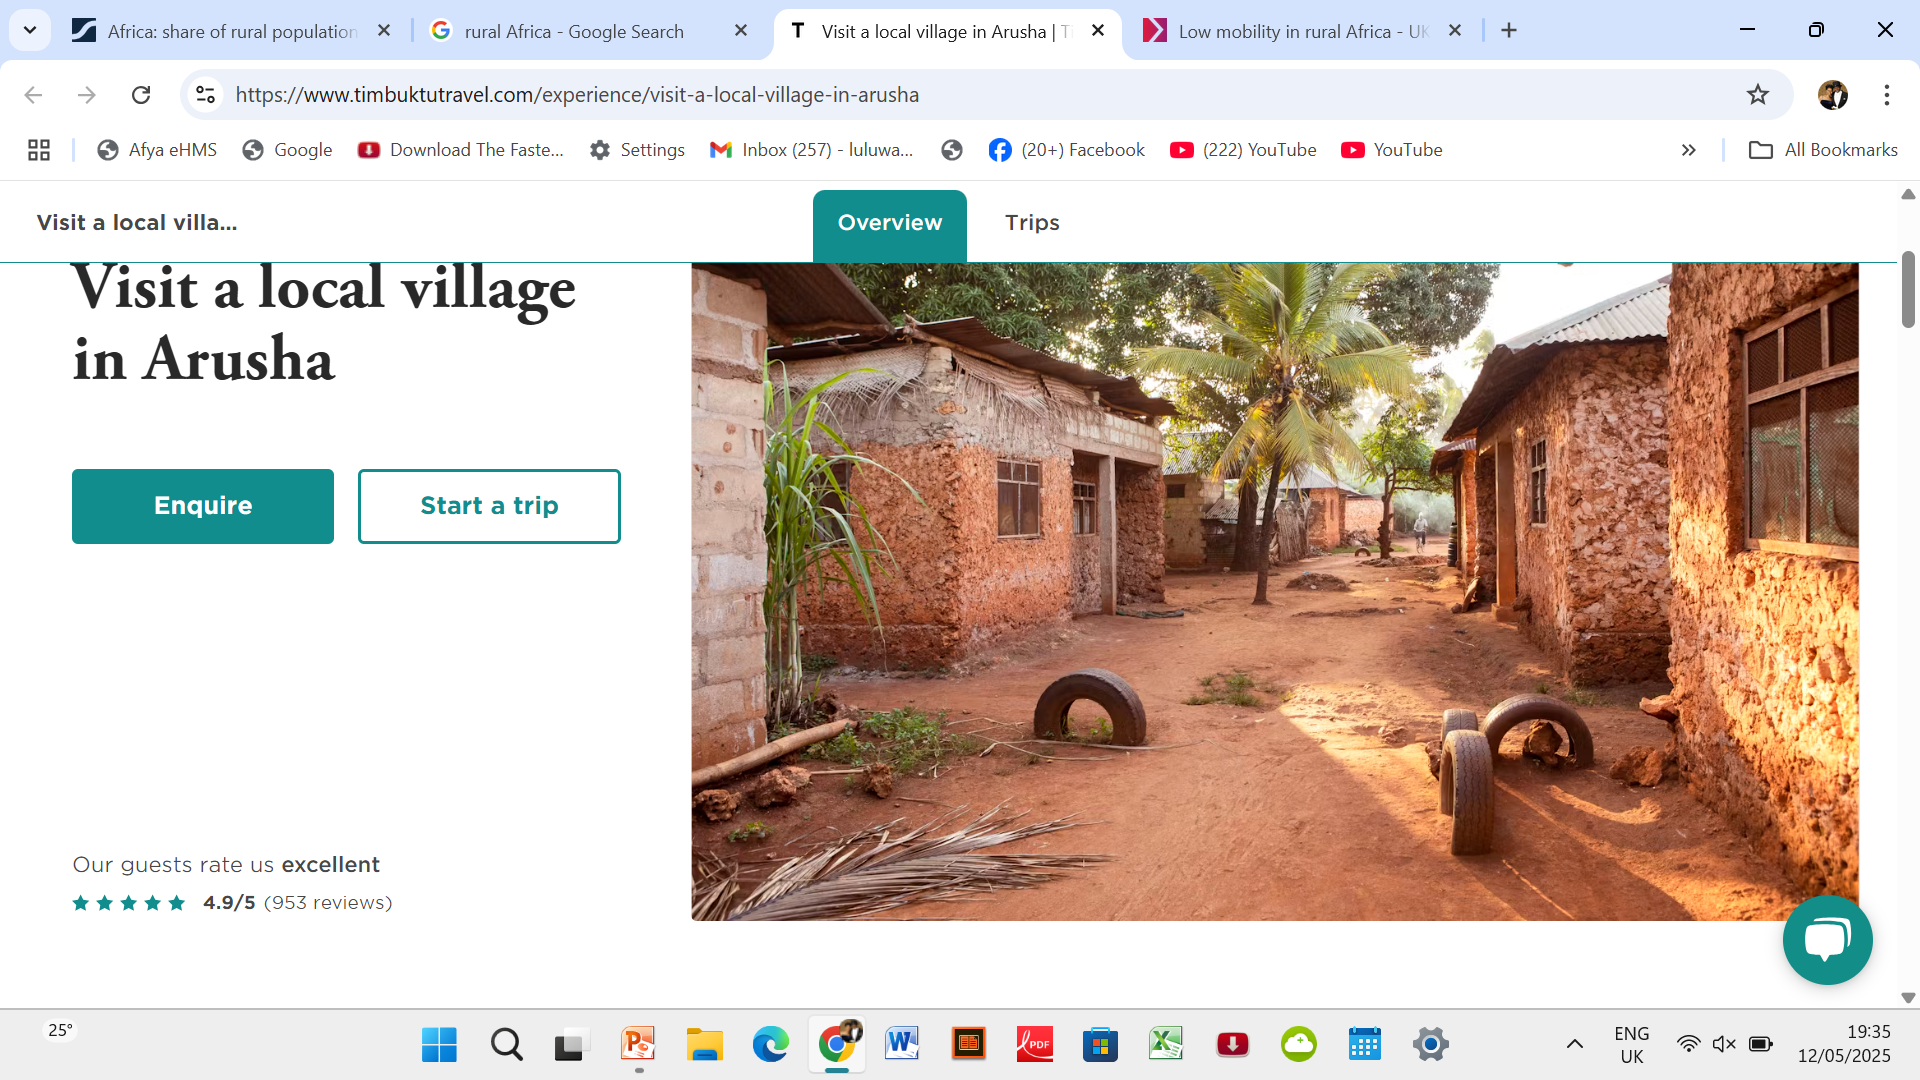 Africa: share of rural population
rural Africa - Google Search
Visit a local village in Arusha | Ti
Low mobility in rural Africa - UK
https://www.timbuktutravel.com/experience/visit-a-local-village-in-arusha
Afya eHMS
Google
Download The Faste...
Settings
Inbox (257) - luluwa...
(20+) Facebook
(222) YouTube
YouTube
All Bookmarks
Visit a local villa...
Overview
Trips
Visit a local village
in Arusha
Enquire
Start a trip
Our guests rate us excellent
4.9/5 (953 reviews)
25°
ENG
UK
19:35
12/05/2025